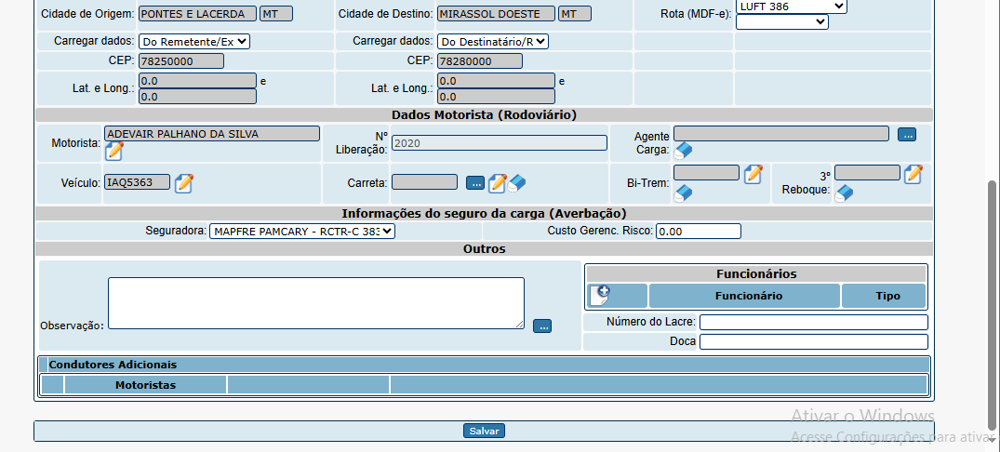 Cidade de Origem: PONTES E LACERDA MT Cidade de Destino: MIRASSOL DOESTE MT Rota (MDF-e): LUFT 386
Carregar dados: Do Remetente/Ex Carregar dados: Do Destinatário/R
CEP: 78250000 CEP: 78280000
Lat. e Long.: 0.0 e 0.0 Lat. e Long.: 0.0 e 0.0
Dados Motorista (Rodoviário)
Motorista: ADEVAIR PALHANO DA SILVA Nº Liberação: 2020 Agente Carga: ...
Veículo: IAQ5363 Carreta: ... Bi-Trem: 3º Reboque:
Informações do seguro da carga (Averbação)
Seguradora: MAPFRE PAMCARY - RCTR-C 383 Custo Gerenc. Risco: 0.00
Outros
Funcionários
Funcionário Tipo
Observação: ...
Número do Lacre:
Doca
Condutores Adicionais
Motoristas
Ativar o Windows
Acesse Configurações para ativar
Salvar